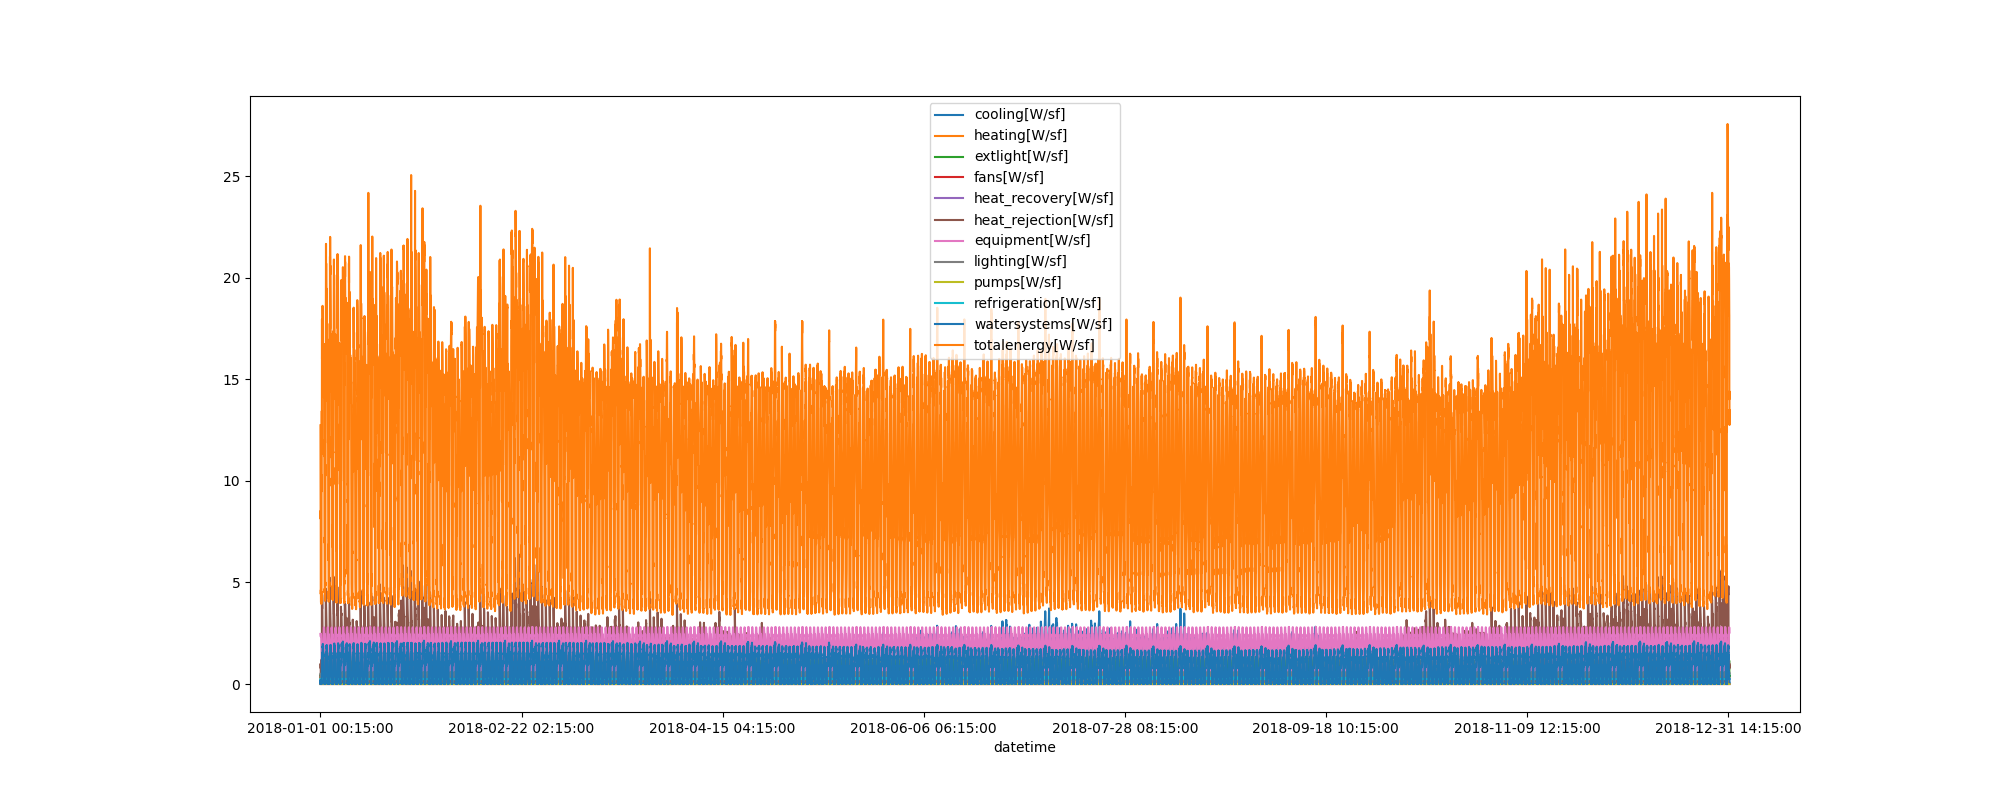 cooling[W/sf]
heating[W/sf]
extlight[W/sf]
fans[W/sf]
heat_recovery[W/sf]
heat_rejection[W/sf]
equipment[W/sf]
lighting[W/sf]
pumps[W/sf]
refrigeration[W/sf]
watersystems[W/sf]
totalenergy[W/sf]
25
20
15
10
5
0
2018-01-01 00:15:00
2018-02-22 02:15:00
2018-04-15 04:15:00
2018-06-06 06:15:00
2018-07-28 08:15:00
2018-09-18 10:15:00
2018-11-09 12:15:00
2018-12-31 14:15:00
datetime